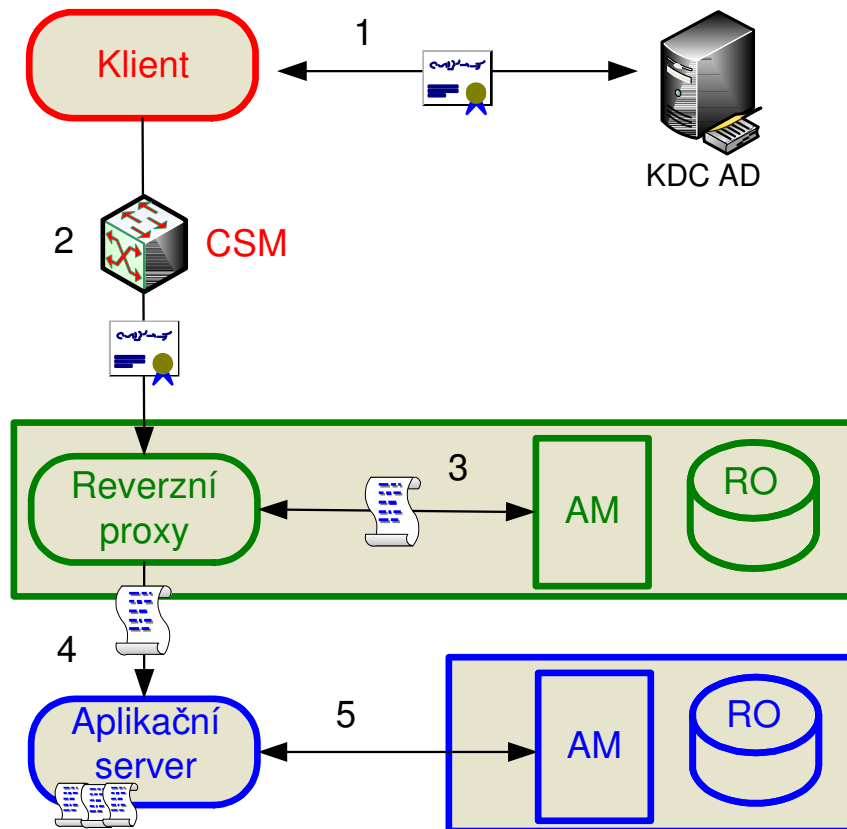 1
Klient
KDC AD
2
CSM
Reverzní
proxy
3
AM
RO
4
Aplikační
server
5
AM
RO